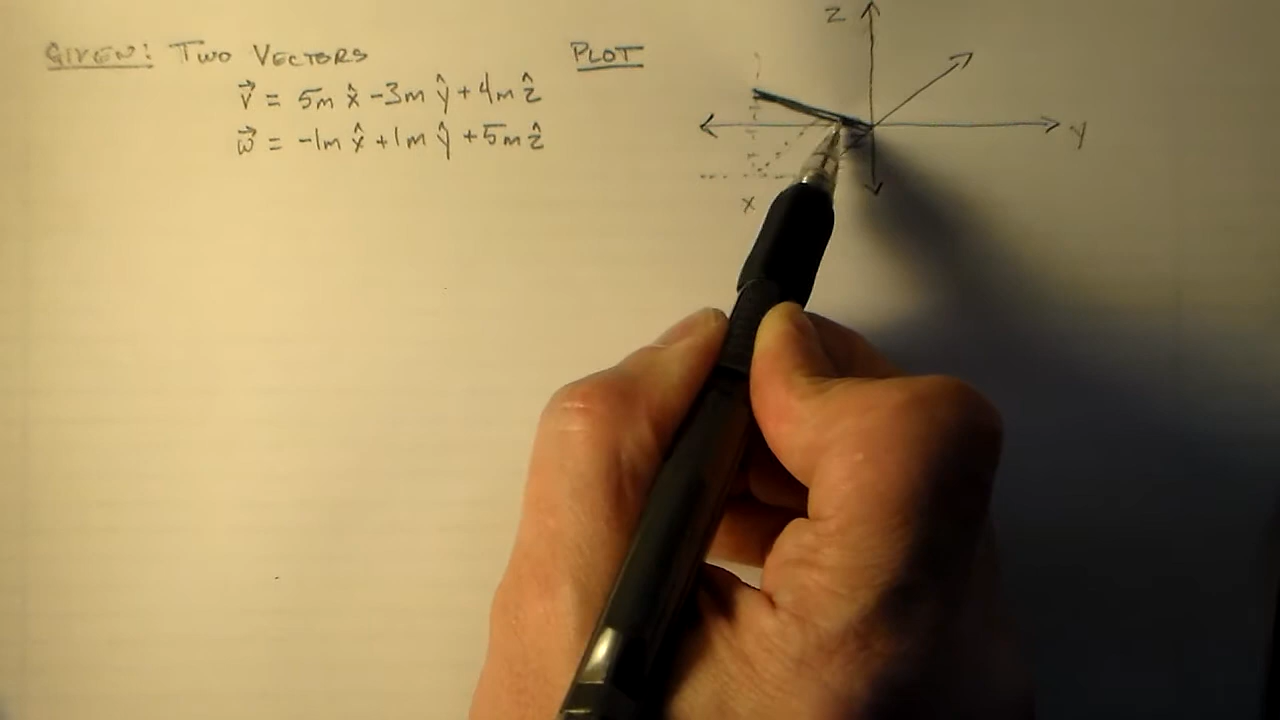 GIVEN: TWO VECTORS
v⃗ = 5m x̂ - 3m ŷ + 4m ẑ
w⃗ = -1m x̂ + 1m ŷ + 5m ẑ
PLOT
z
y
x